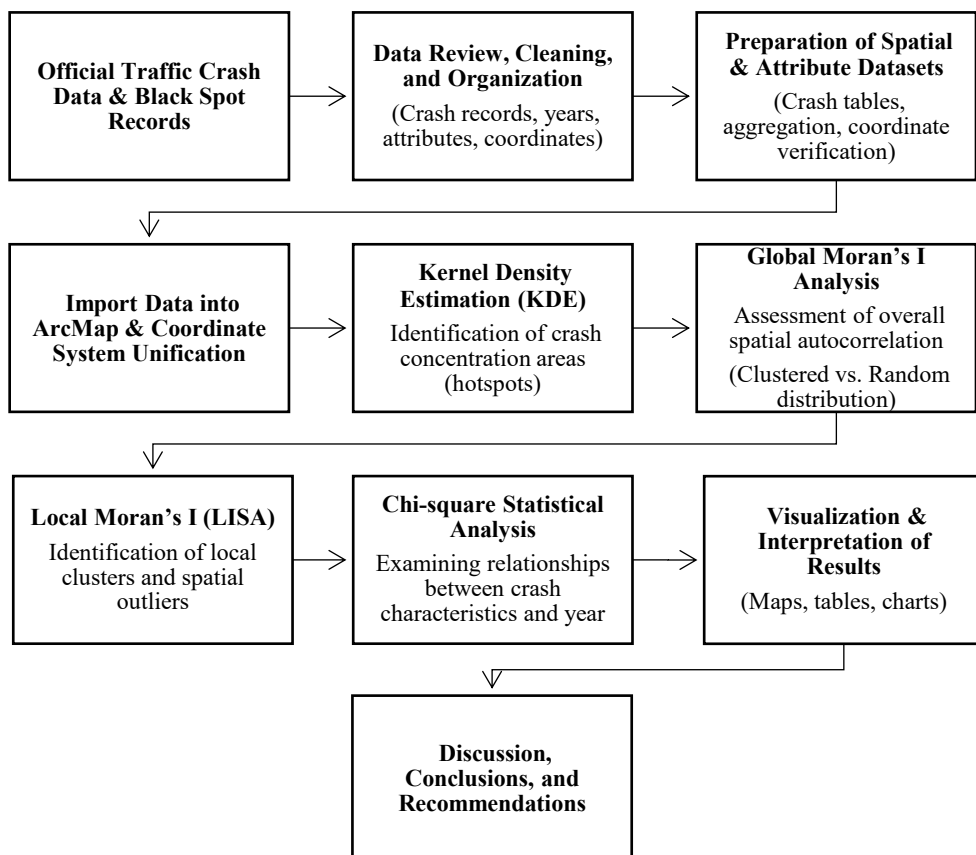 Official Traffic Crash
Data & Black Spot
Records
Data Review, Cleaning,
and Organization
(Crash records, years,
attributes, coordinates)
Preparation of Spatial
& Attribute Datasets
(Crash tables,
aggregation, coordinate
verification)
Import Data into
ArcMap & Coordinate
System Unification
Kernel Density
Estimation (KDE)
Identification of crash
concentration areas
(hotspots)
Global Moran’s I
Analysis
Assessment of overall
spatial autocorrelation
(Clustered vs. Random
distribution)
Local Moran’s I (LISA)
Identification of local
clusters and spatial
outliers
Chi-square Statistical
Analysis
Examining relationships
between crash
characteristics and year
Visualization &
Interpretation of
Results
(Maps, tables, charts)
Discussion,
Conclusions, and
Recommendations